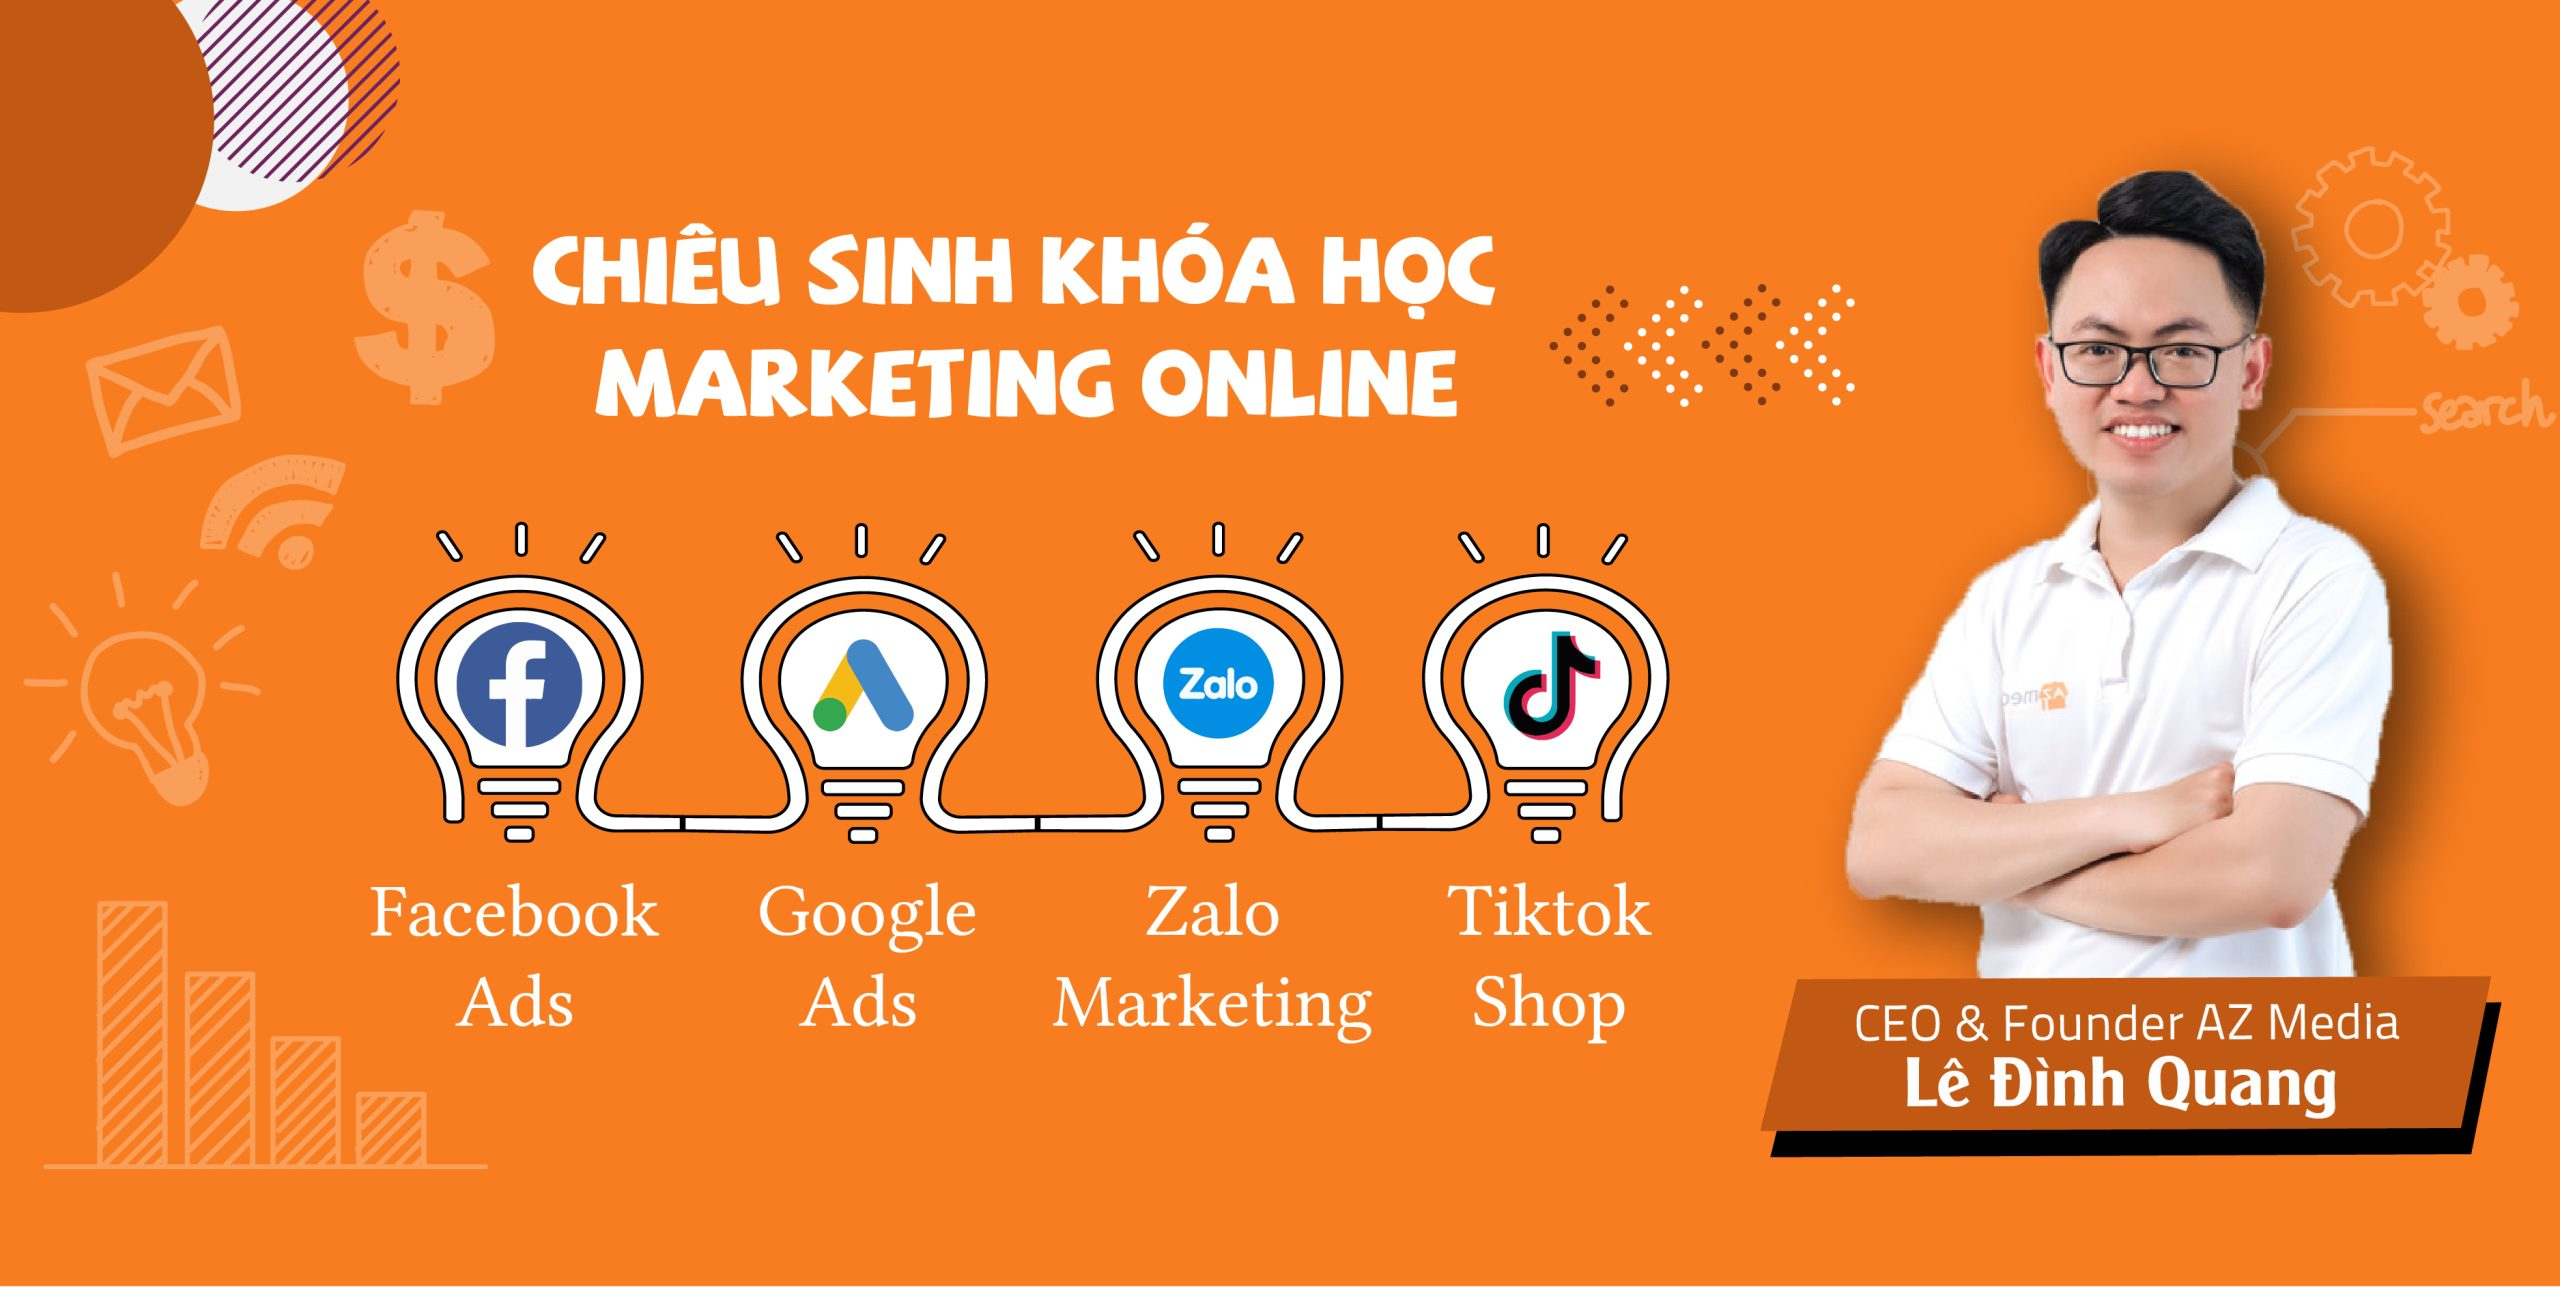 CHIÊU SINH KHÓA HỌC
MARKETING ONLINE
search
Zalo
Facebook
Ads
Google
Ads
Zalo
Marketing
Tiktok
Shop
CEO & Founder AZ Media
Lê Đình Quang